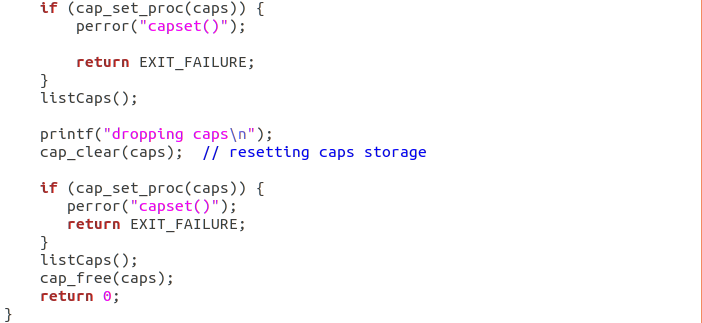 if (cap_set_proc(caps)) {
perror("capset()");
return EXIT_FAILURE;
}
listCaps();
printf("dropping caps\n");
cap_clear(caps);  // resetting caps storage
if (cap_set_proc(caps)) {
perror("capset()");
return EXIT_FAILURE;
}
listCaps();
cap_free(caps);
return 0;
}